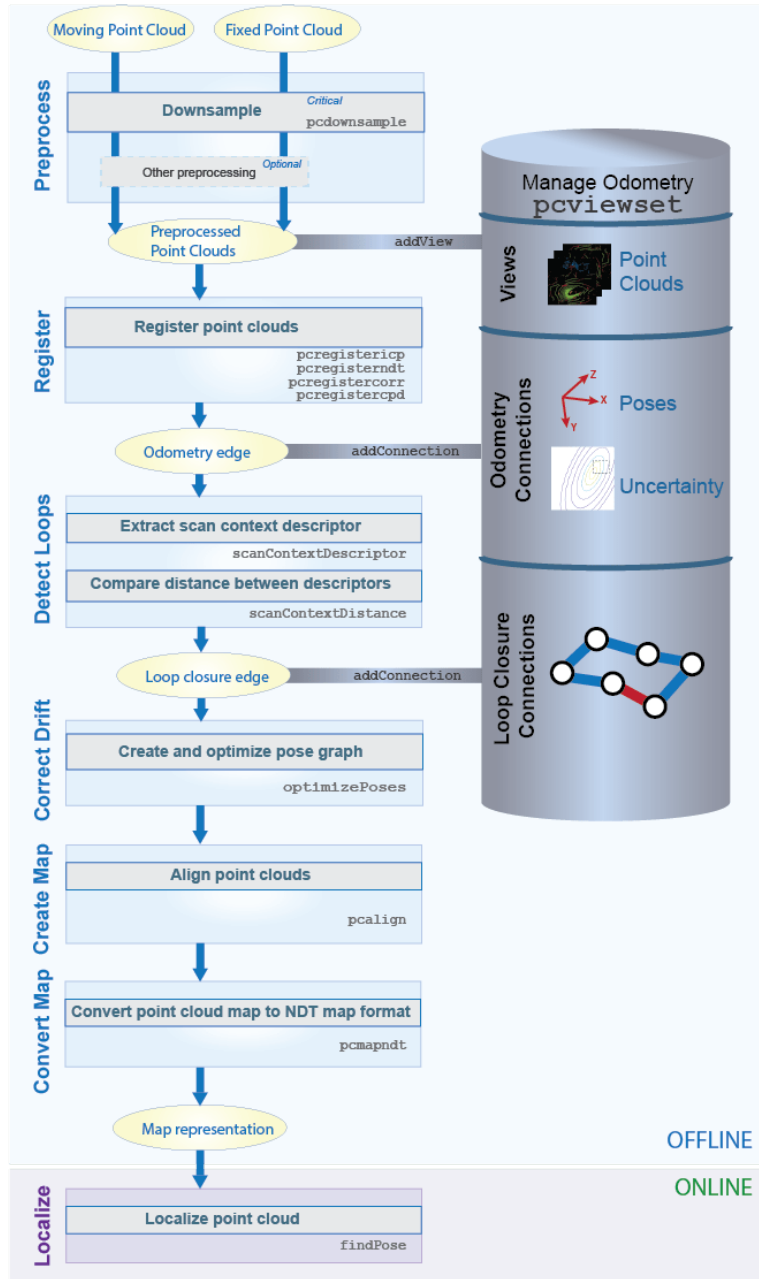 Moving Point Cloud
Fixed Point Cloud
Preprocess
Downsample
Critical
pcdownsample
Other preprocessing
Optional
Preprocessed
Point Clouds
addView
Manage Odometry
pcviewset
Views
Point
Clouds
Register
Register point clouds
pcregistericp
pcregisterndt
pcregistercorr
pcregistercpd
Odometry Connections
Z
X
Y
Poses
Uncertainty
Odometry edge
addConnection
Detect Loops
Extract scan context descriptor
scanContextDescriptor
Compare distance between descriptors
scanContextDistance
Loop closure edge
addConnection
Loop Closure
Connections
Correct Drift
Create and optimize pose graph
optimizePoses
Create Map
Align point clouds
pcalign
Convert Map
Convert point cloud map to NDT map format
pcmapndt
Map representation
OFFLINE
ONLINE
Localize
Localize point cloud
findPose